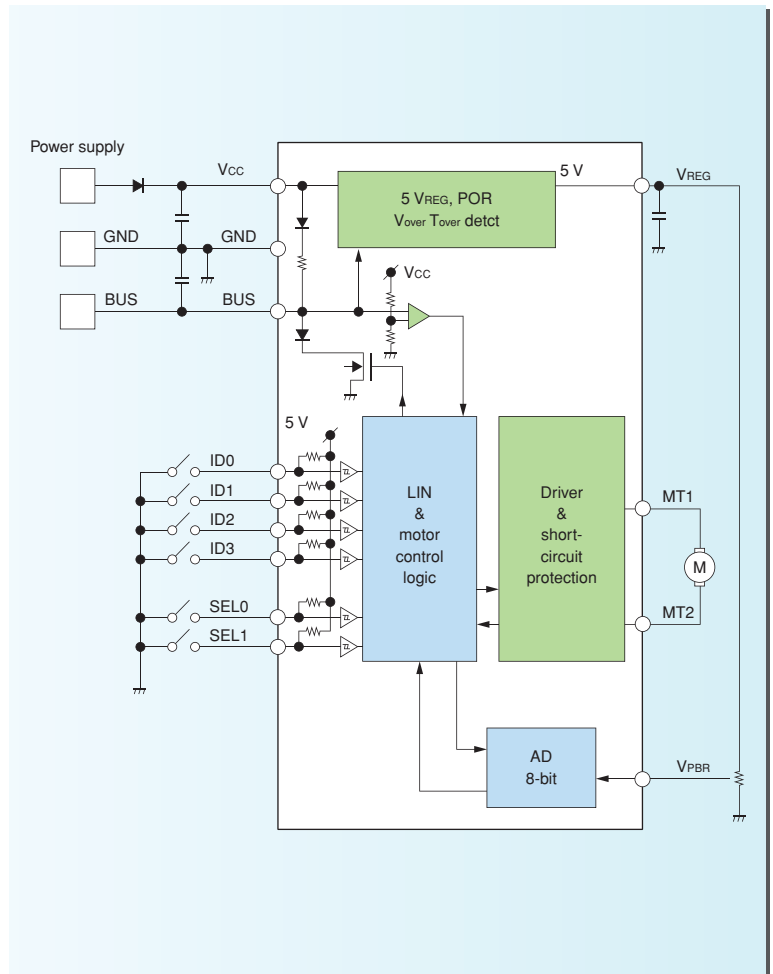 Power supply
VCC
5 V
VREG
5 VREG, POR
Vover Tover detct
GND
GND
VCC
BUS
BUS
5 V
ID0
ID1
ID2
ID3
SEL0
SEL1
LIN
&
motor
control
logic
Driver
&
short-
circuit
protection
MT1
M
MT2
AD
8-bit
VPBR